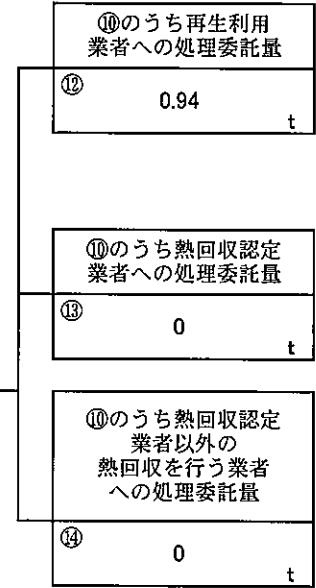 ⑩のうち再生利用
業者への処理委託量
⑫
0.94
t
⑩のうち熱回収認定
業者への処理委託量
⑬
0
t
⑩のうち熱回収認定
業者以外の
熱回収を行う業者
への処理委託量
⑭
0
t